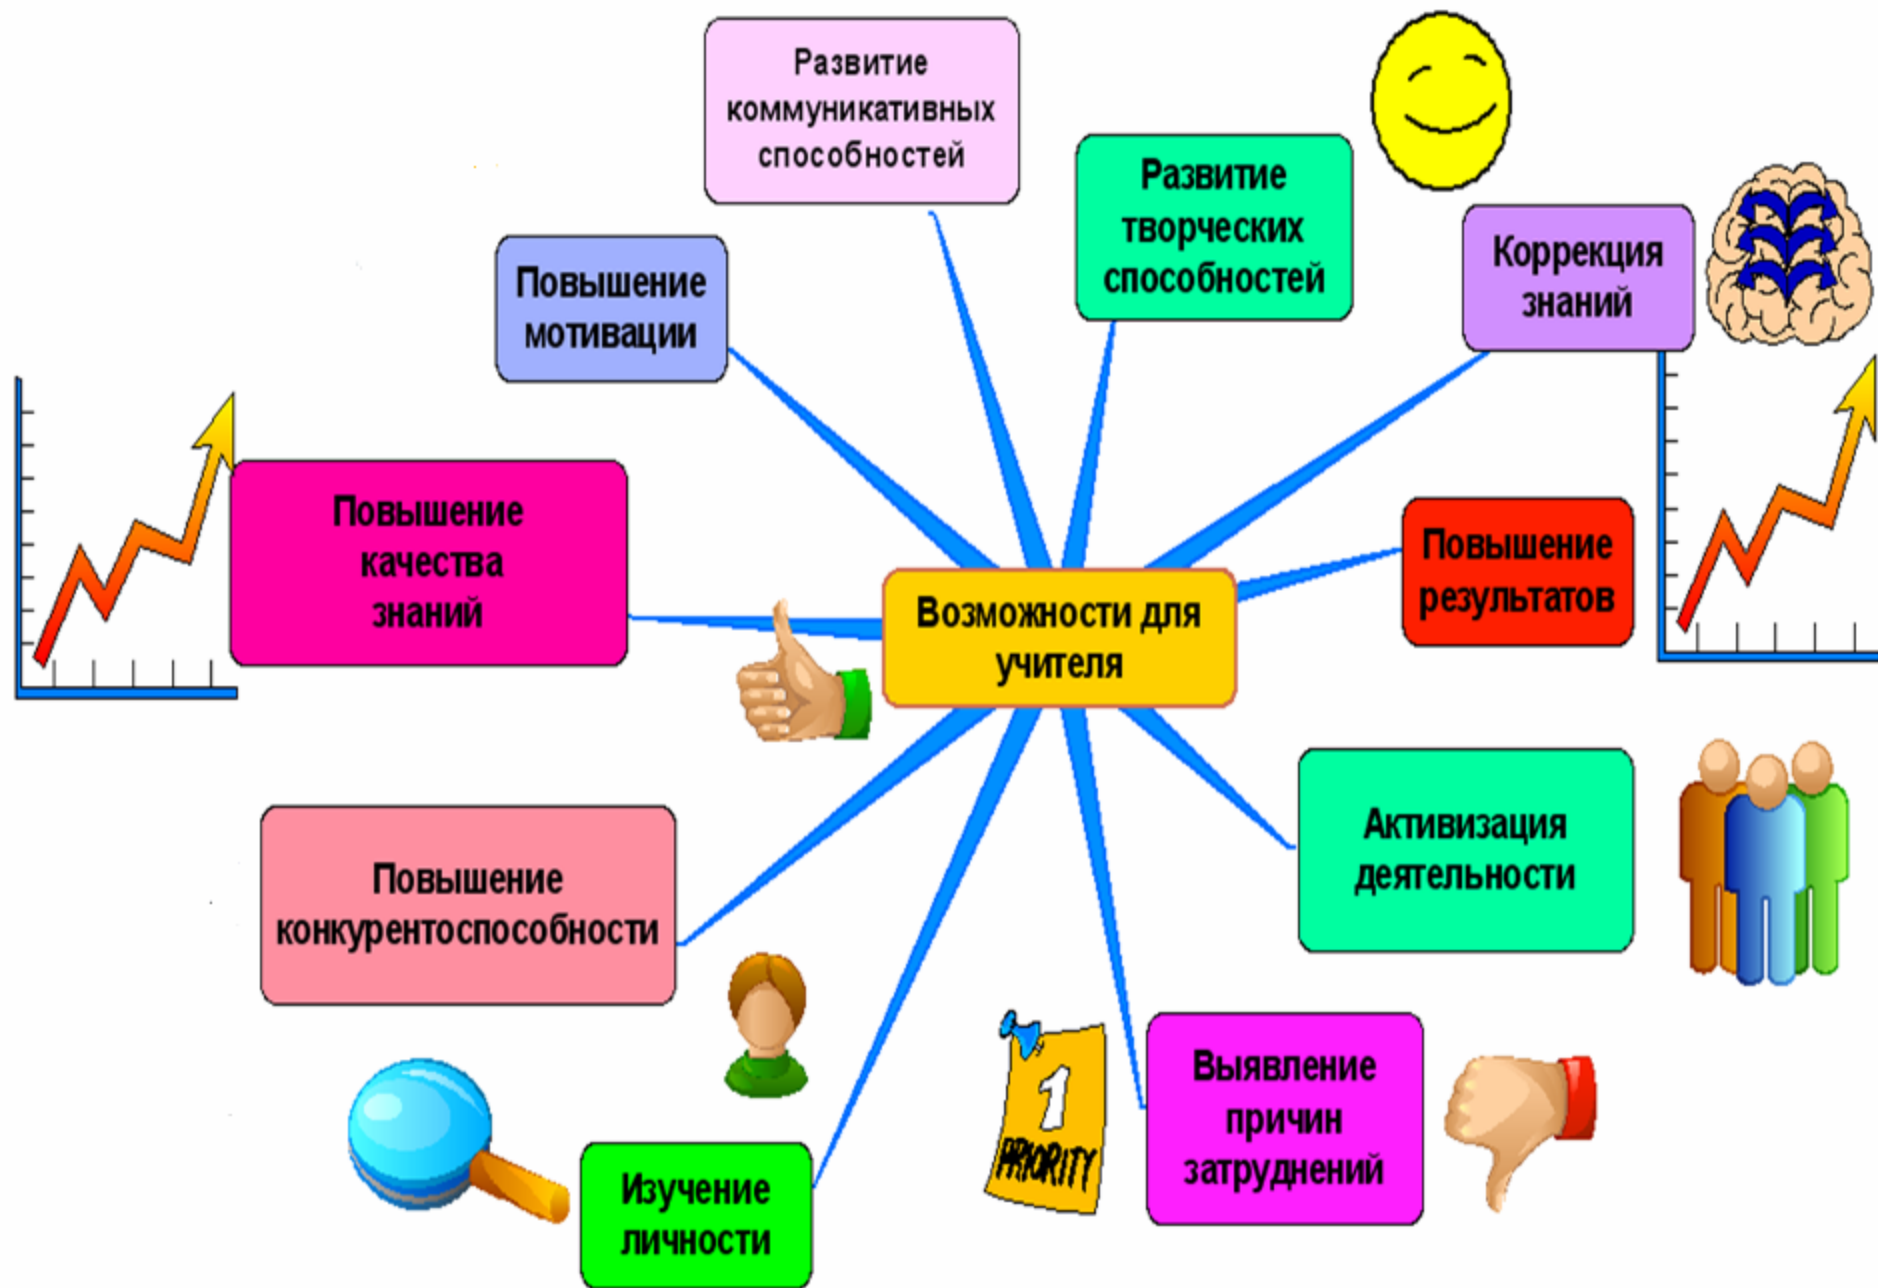 Развитие
коммуникативных
способностей
Развитие
творческих
способностей
Коррекция
знаний
Повышение
мотивации
Повышение
качества
знаний
Повышение
результатов
Возможности для
учителя
Активизация
деятельности
Повышение
конкурентоспособности
Выявление
причин
затруднений
1
PRIORITY
Изучение
личности